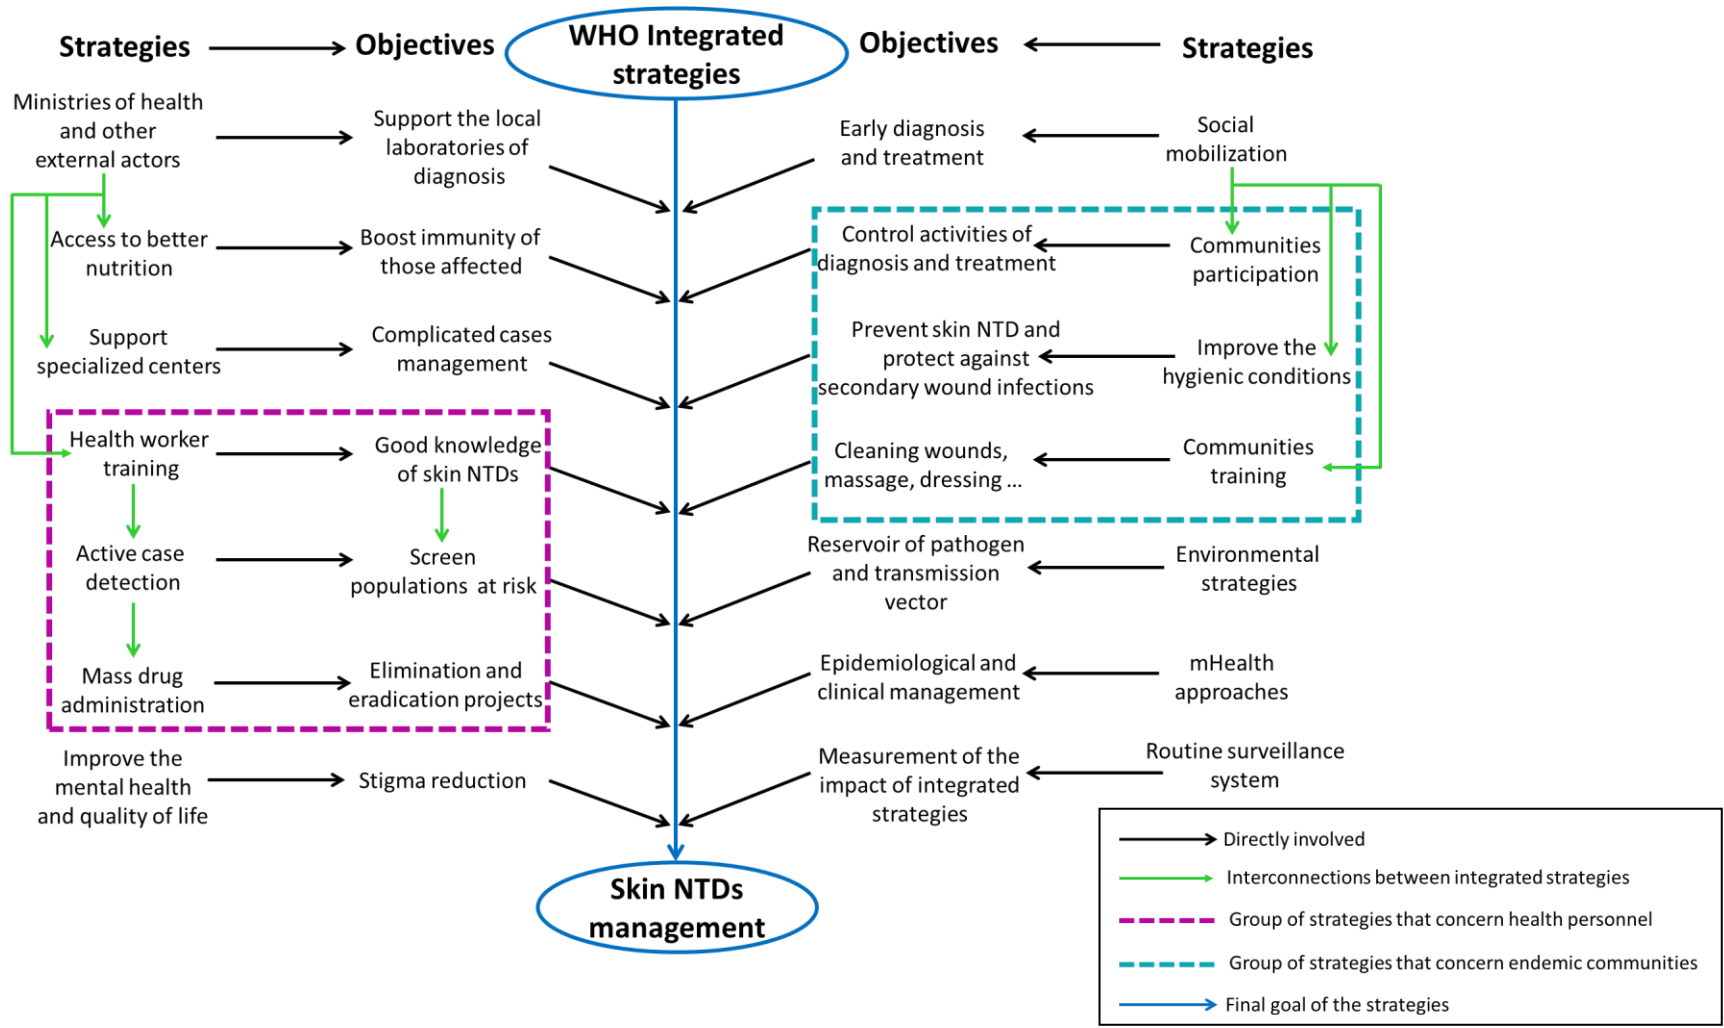 Strategies
Objectives
WHO Integrated
strategies
Objectives
Strategies
Ministries of health
and other
external actors
Support the local
laboratories of
diagnosis
Early diagnosis
and treatment
Social
mobilization
Access to better
nutrition
Boost immunity of
those affected
Control activities of
diagnosis and treatment
Communities
participation
Support
specialized centers
Complicated cases
management
Prevent skin NTD and
protect against
secondary wound infections
Improve the
hygienic conditions
Health worker
training
Good knowledge
of skin NTDs
Cleaning wounds,
massage, dressing ...
Communities
training
Active case
detection
Screen
populations at risk
Reservoir of pathogen
and transmission
vector
Environmental
strategies
Mass drug
administration
Elimination and
eradication projects
Epidemiological and
clinical management
mHealth
approaches
Improve the
mental health
and quality of life
Stigma reduction
Measurement of the
impact of integrated
strategies
Routine surveillance
system
Skin NTDs
management
Directly involved
Interconnections between integrated strategies
Group of strategies that concern health personnel
Group of strategies that concern endemic communities
Final goal of the strategies